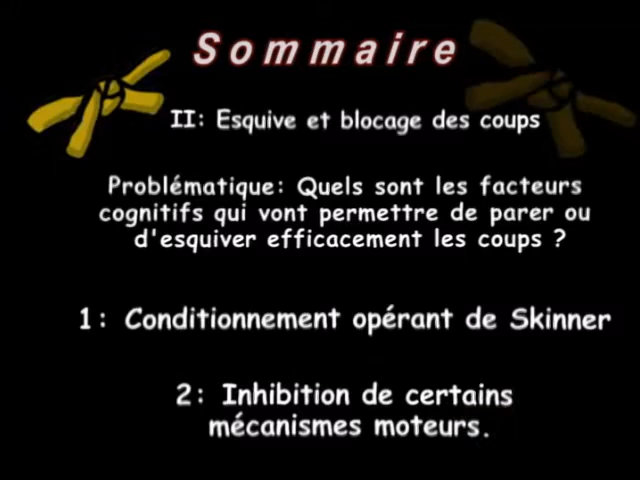 Sommaire
II: Esquive et blocage des coups
Problématique: Quels sont les facteurs
cognitifs qui vont permettre de parer ou
d'esquiver efficacement les coups ?
1: Conditionnement opérant de Skinner
2: Inhibition de certains
mécanismes moteurs.